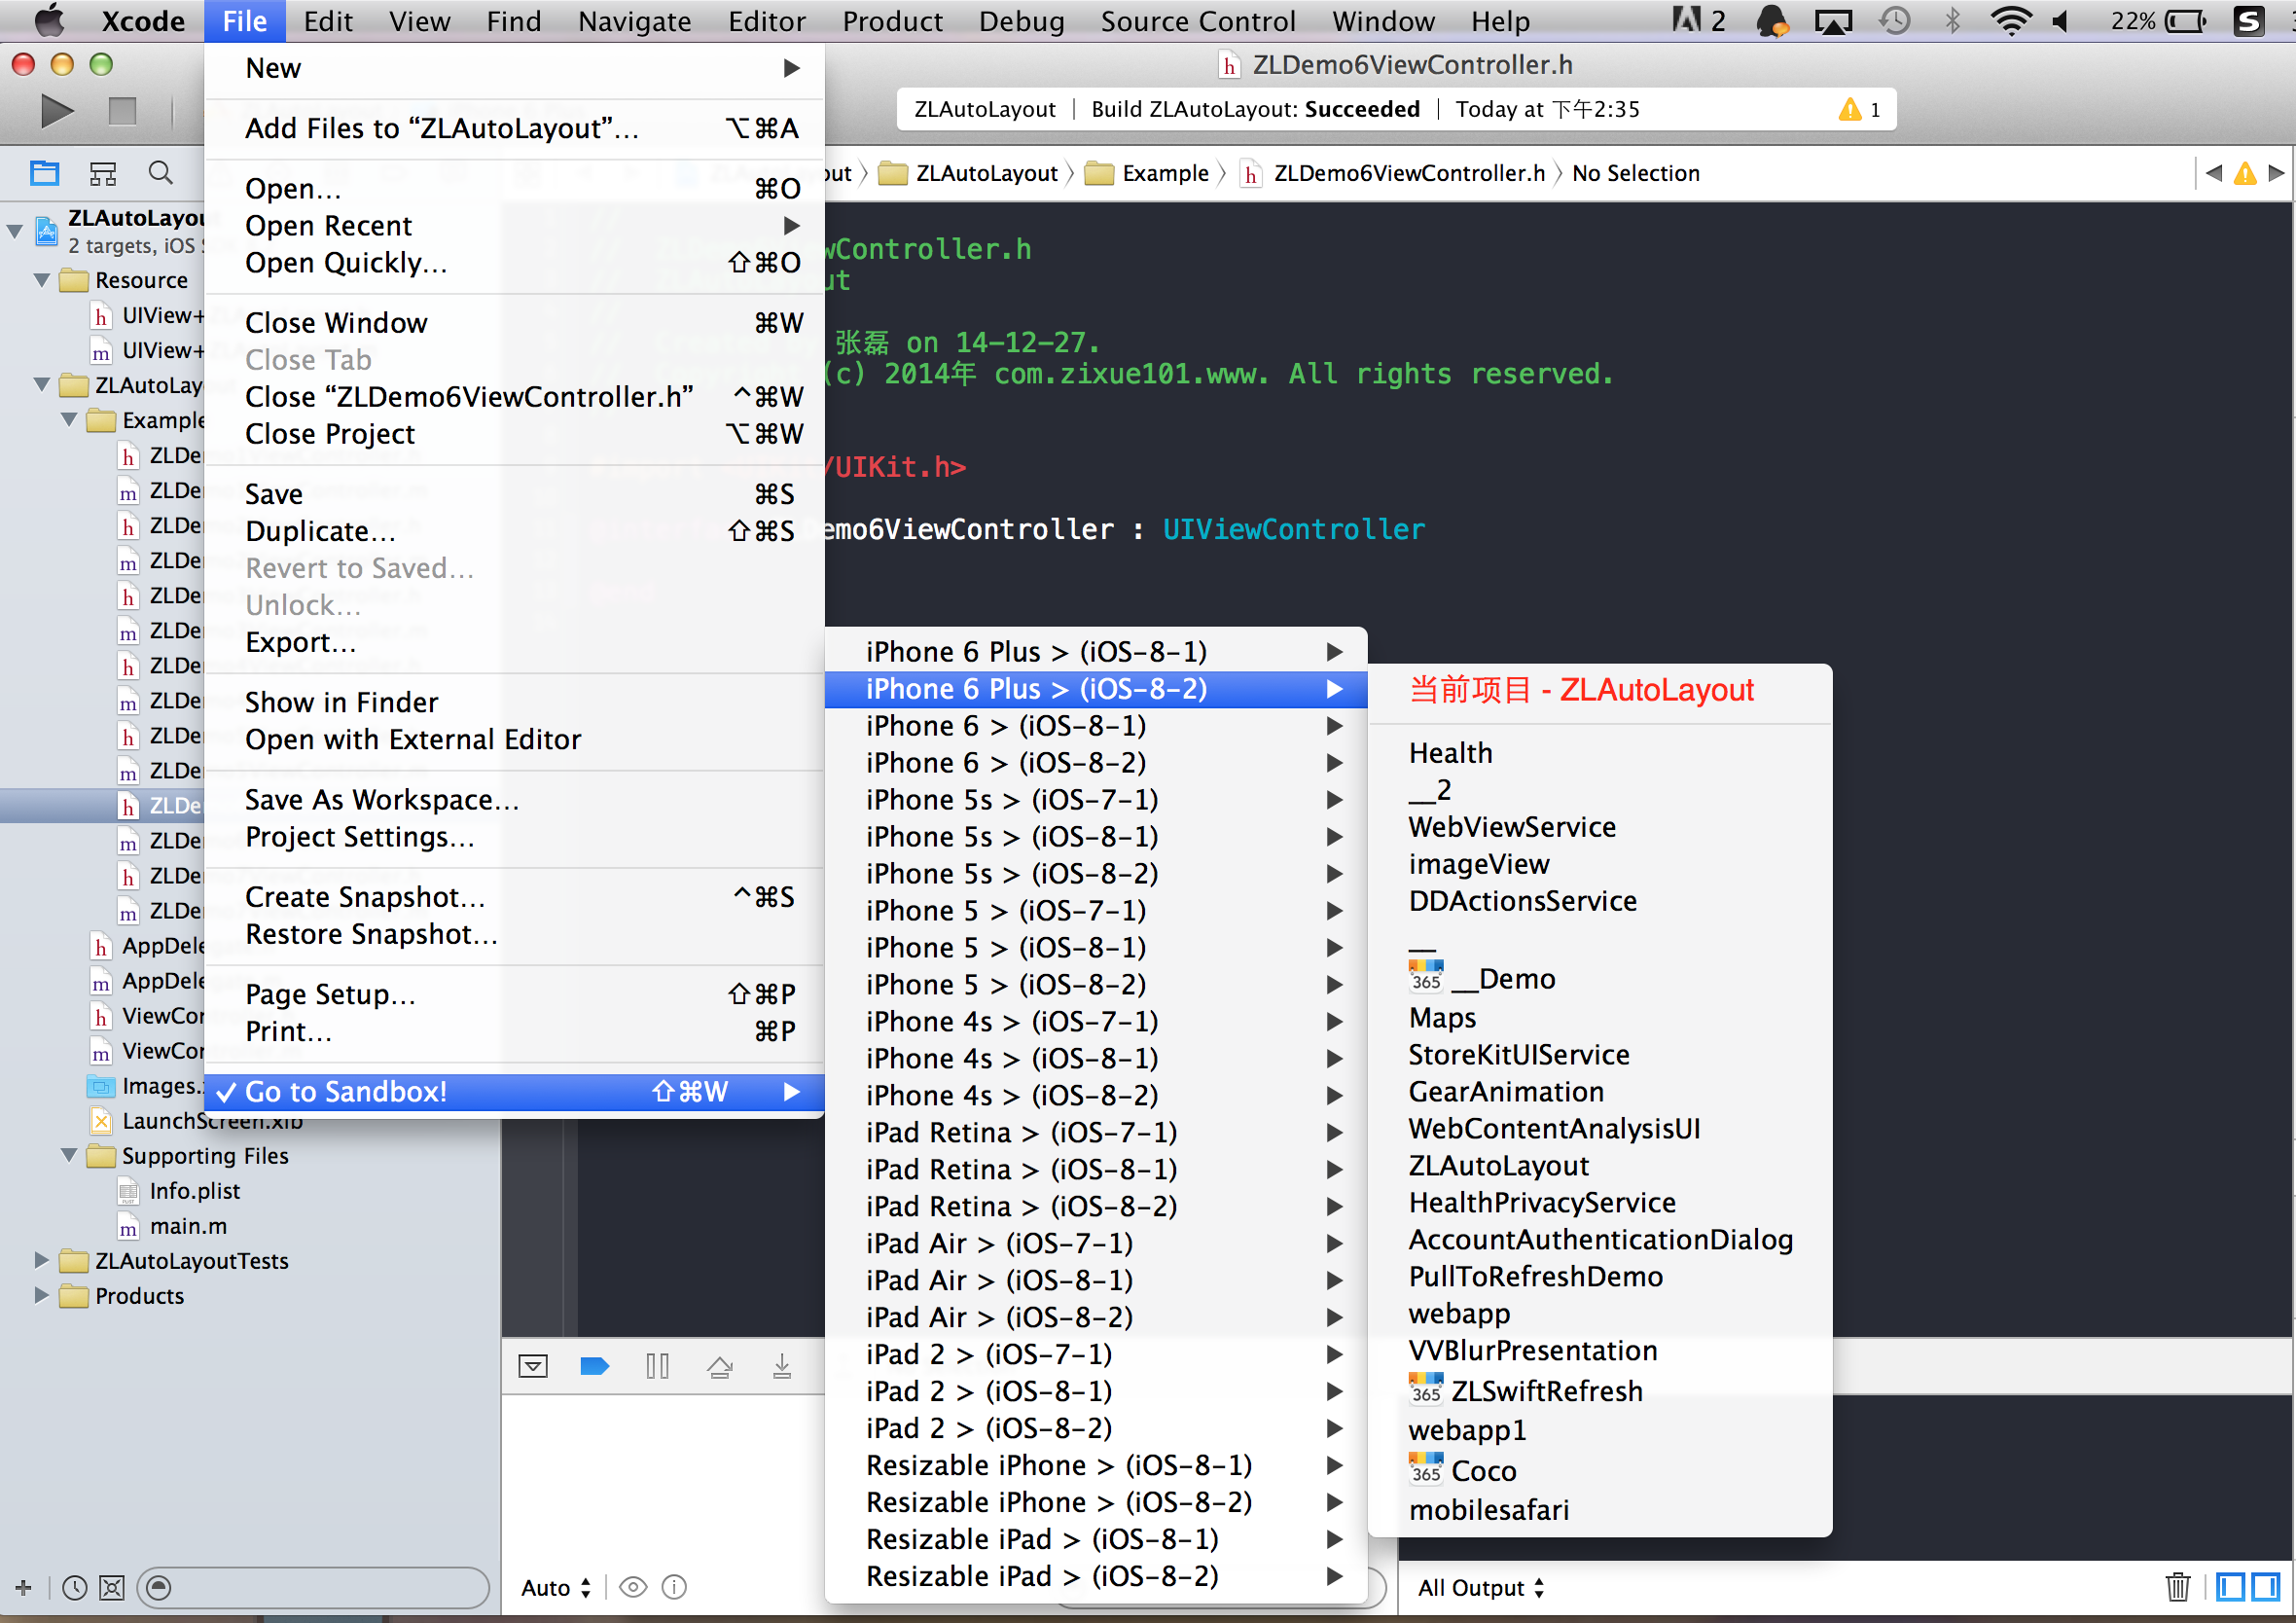 Xcode File Edit View Find Navigate Editor Product Debug Source Control Window Help 2 22%
ZLDemo6ViewController.h
ZLAutoLayout | Build ZLAutoLayout: Succeeded | Today at 下午2:35 1
ZLAutoLayout 〉 Example 〉 ZLDemo6ViewController.h 〉 No Selection
New
Add Files to “ZLAutoLayout”… ⌥⌘A
Open… ⌘O
Open Recent
Open Quickly… ⇧⌘O
Close Window ⌘W
Close Tab
Close “ZLDemo6ViewController.h” ^⌘W
Close Project ⌥⌘W
Save ⌘S
Duplicate… ⇧⌘S
Revert to Saved…
Unlock…
Export…
Show in Finder
Open with External Editor
Save As Workspace…
Project Settings…
Create Snapshot… ^⌘S
Restore Snapshot…
Page Setup… ⇧⌘P
Print… ⌘P
✓ Go to Sandbox! ⇧⌘W
iPhone 6 Plus > (iOS-8-1)
iPhone 6 Plus > (iOS-8-2)
iPhone 6 > (iOS-8-1)
iPhone 6 > (iOS-8-2)
iPhone 5s > (iOS-7-1)
iPhone 5s > (iOS-8-1)
iPhone 5s > (iOS-8-2)
iPhone 5 > (iOS-7-1)
iPhone 5 > (iOS-8-1)
iPhone 5 > (iOS-8-2)
iPhone 4s > (iOS-7-1)
iPhone 4s > (iOS-8-1)
iPhone 4s > (iOS-8-2)
iPad Retina > (iOS-7-1)
iPad Retina > (iOS-8-1)
iPad Retina > (iOS-8-2)
iPad Air > (iOS-7-1)
iPad Air > (iOS-8-1)
iPad Air > (iOS-8-2)
iPad 2 > (iOS-7-1)
iPad 2 > (iOS-8-1)
iPad 2 > (iOS-8-2)
Resizable iPhone > (iOS-8-1)
Resizable iPhone > (iOS-8-2)
Resizable iPad > (iOS-8-1)
Resizable iPad > (iOS-8-2)
当前项目 - ZLAutoLayout
Health
__2
WebViewService
imageView
DDActionsService
__
365 __Demo
Maps
StoreKitUIService
GearAnimation
WebContentAnalysisUI
ZLAutoLayout
HealthPrivacyService
AccountAuthenticationDialog
PullToRefreshDemo
webapp
VVBlurPresentation
365 ZLSwiftRefresh
webapp1
365 Coco
mobilesafari
wController.h
ut
张磊 on 14-12-27.
(c) 2014年 com.zixue101.www. All rights reserved.
/UIKit.h>
emo6ViewController : UIViewController
ZLAutoLayou
2 targets, iOS
Resource
h UIView+
m UIView+
ZLAutoLay
Example
h ZLDe
m ZLDe
h ZLDe
m ZLDe
h ZLDe
m ZLDe
h ZLDe
m ZLDe
h ZLDe
m ZLDe
h ZLDe
m ZLDe
h ZLDe
m ZLDe
h AppDele
m AppDele
h ViewCor
m ViewCor
Images.
LaunchScreen.xib
Supporting Files
Info.plist
m main.m
ZLAutoLayoutTests
Products
Auto
All Output